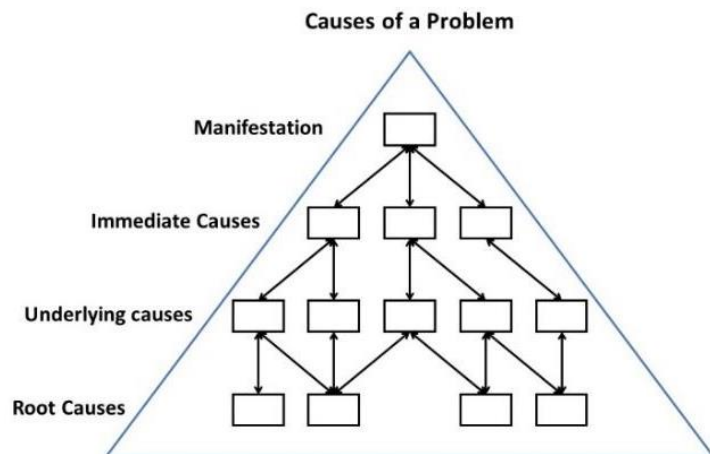 Causes of a Problem
Manifestation
Immediate Causes
Underlying causes
Root Causes